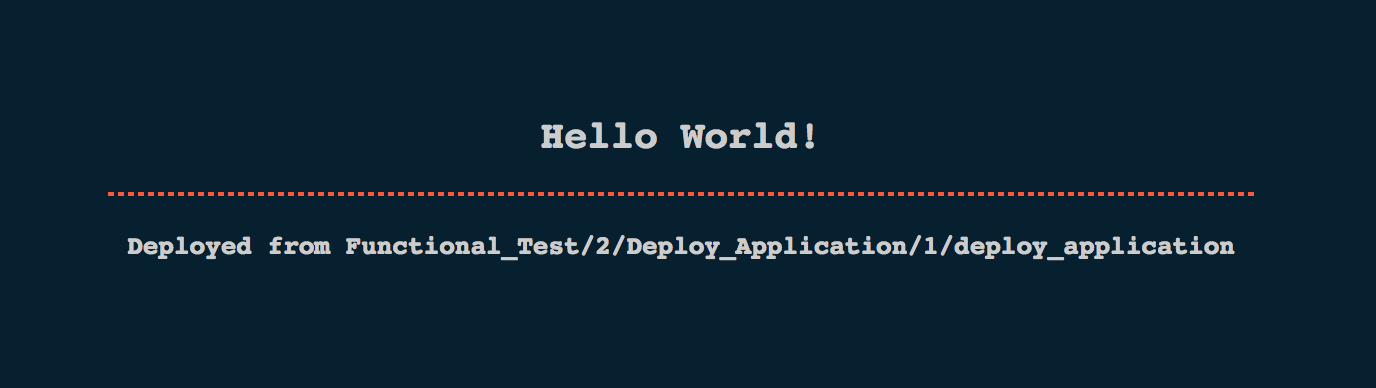 Hello World!
Deployed from Functional_Test/2/Deploy_Application/1/deploy_application